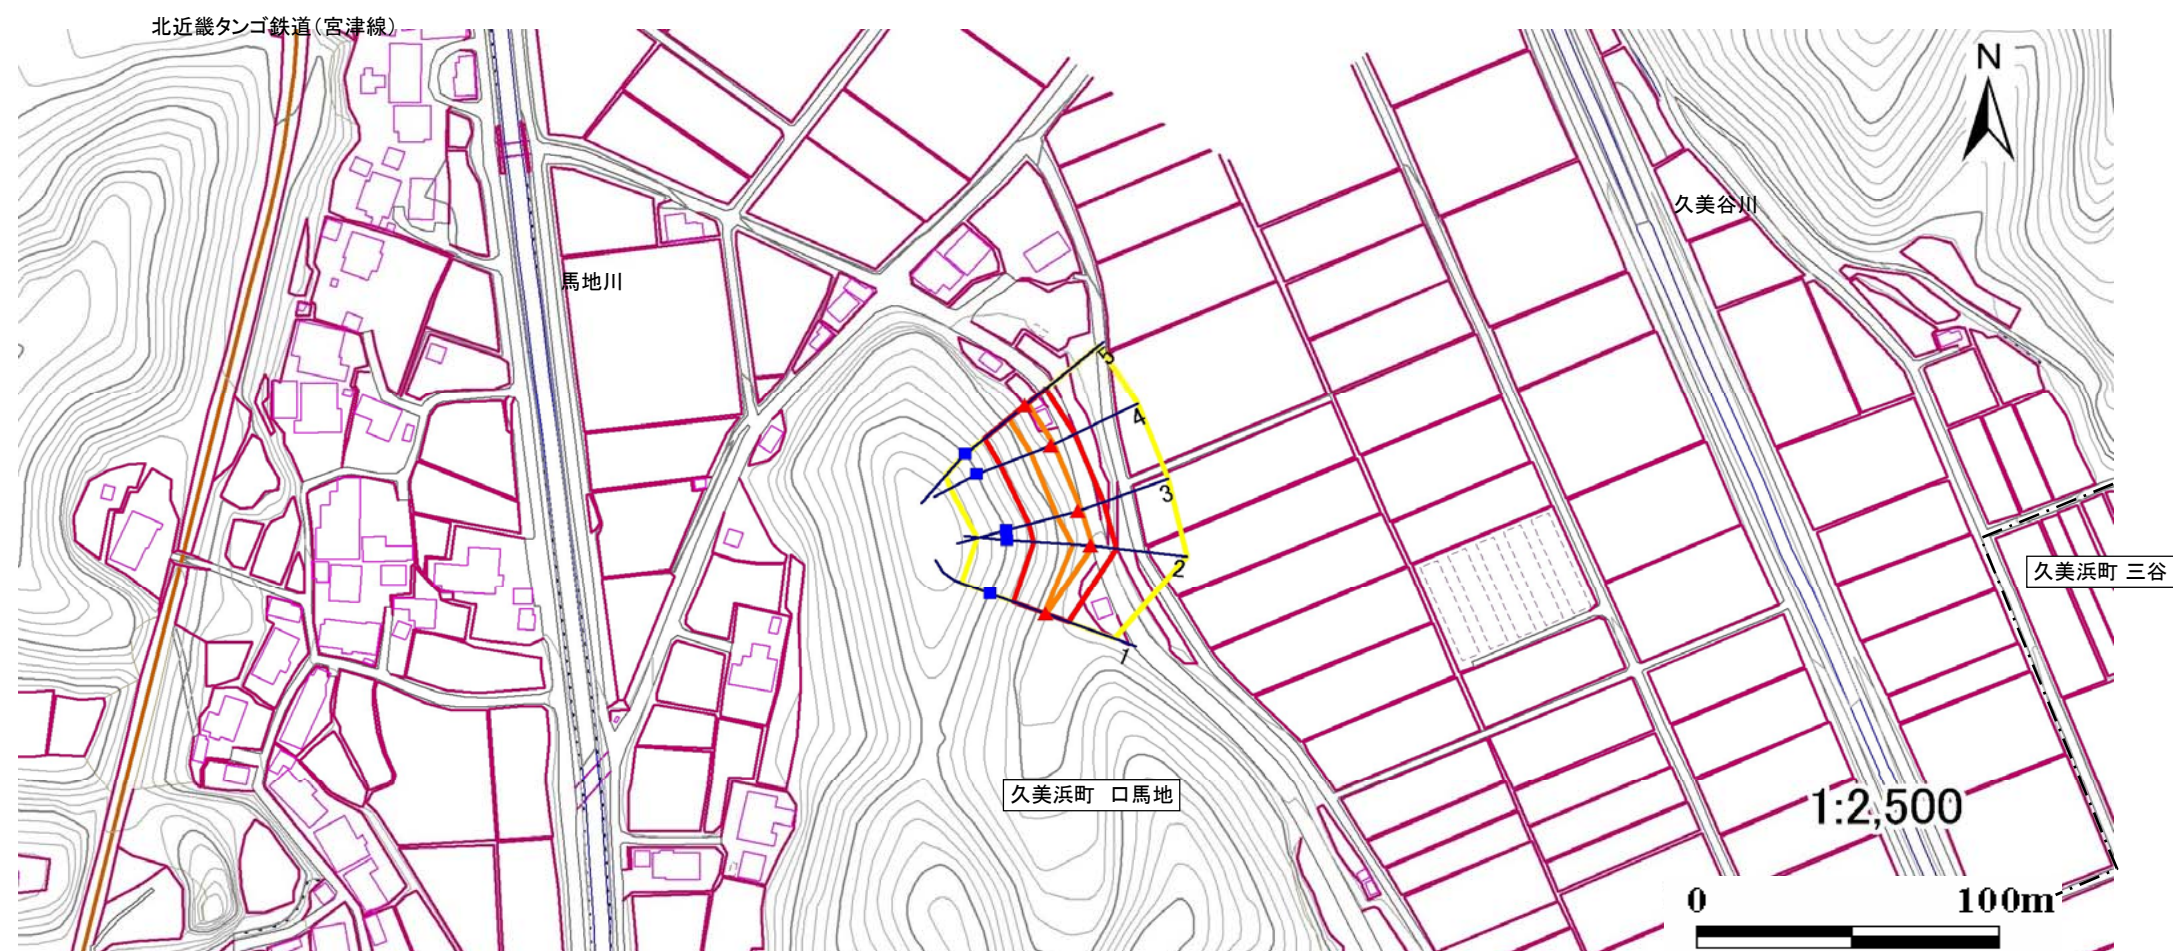 北近畿タンゴ鉄道(宮津線)
N
久美谷川
馬地川
5
4
3
2
1
久美浜町 三谷
久美浜町　口馬地
1:2,500
0
100m